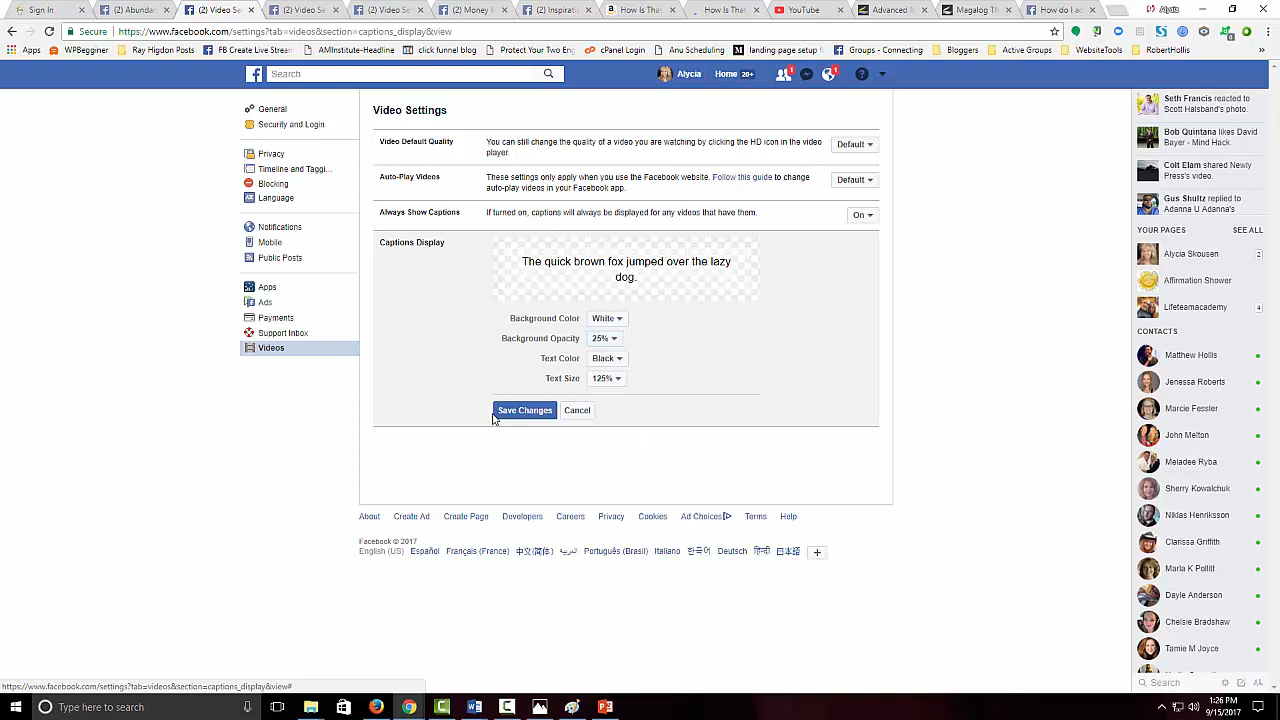 Sign In
(2) Abundan
(2) Video Se
(2) Video Se
(2) Video Se
(2) Money M
(2) Inspiratio
How Is That
How Is That
YouTube
Advanced N
Magalog Th
How do I ad
Alycia
Secure
https://www.facebook.com/settings?tab=videos&section=captions_display&view
Apps
WPBeginner
Ray Higdon Posts
FB Create Live Stream
AMInstitute-Headline
click funnel blog
Protect Your Two Eng
cPanel Login
Anu Scheduling
landing page setup
Groups - Connecting
Bloggers
Active Groups
WebsiteTools
RobertHollis
Search
Alycia
Home 20+
1
1
General
Security and Login
Privacy
Timeline and Taggi...
Blocking
Language
Notifications
Mobile
Public Posts
Apps
Ads
Payments
Support Inbox
Videos
Video Settings
Video Default Quality
You can still change the quality of a video you are watching by clicking the HD icon in the video
player.
Default
Auto-Play Videos
These settings only apply when you use the Facebook website. Follow this guide to change
auto-play videos in your Facebook app.
Default
Always Show Captions
If turned on, captions will always be displayed for any videos that have them.
On
Captions Display
The quick brown fox jumped over the lazy
dog.
Background Color White
Background Opacity 25%
Text Color Black
Text Size 125%
Save Changes
Cancel
About Create Ad Create Page Developers Careers Privacy Cookies Ad Choices Terms Help
Facebook © 2017
English (US) Español Français (France) 中文(简体) العربية Português (Brasil) Italiano 한국어 Deutsch हिन्दी 日本語
Seth Francis reacted to
Scott Halsband's photo.
Bob Quintana likes David
Bayer - Mind Hack.
Colt Elam shared Newly
Press's video.
Gus Shultz replied to
Adanna U Adanna's
YOUR PAGES SEE ALL
Alycia Skousen 2
Affirmation Shower
Lifeteamacademy 4
CONTACTS
Matthew Hollis
Jenessa Roberts
Marcie Fessler
John Melton
Meladee Ryba
Sherry Kowalchuk
Niklas Henriksson
Clarissa Griffith
Marla K Pollitt
Dayle Anderson
Chelsie Bradshaw
Tamie M Joyce
Search
https://www.facebook.com/settings?tab=videos&section=captions_display&view#
Type here to search
1:26 PM
9/15/2017